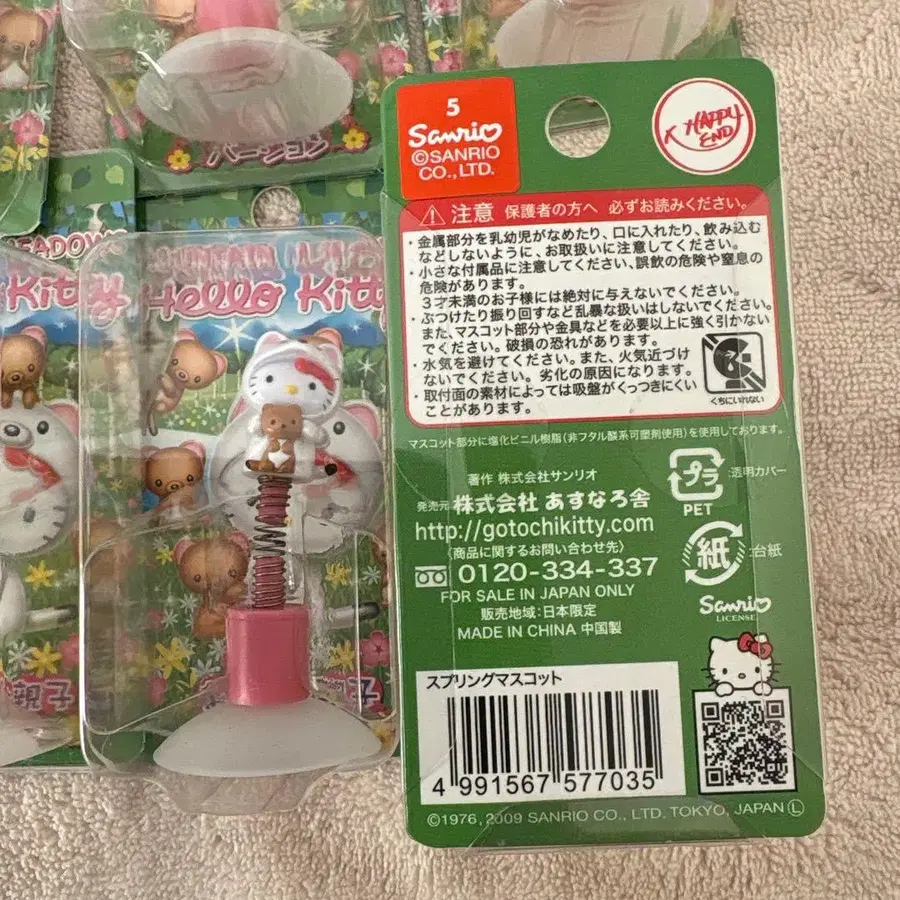 バージョン
MEADOWS
Hello Kitty
親子
子
5
Sanrio
©SANRIO
CO.,LTD.
K HAPPY
END
注意 保護者の方へ 必ずお読みください。
・金属部分を乳幼児がなめたり、口に入れたり、飲み込む
などしないように、お取扱いに注意してください。
・小さな付属品に注意してください、誤飲の危険や窒息の
危険があります。
3才未満のお子様には絶対に与えないでください。
・ぶつけたり振り回すなど乱暴な扱いはしないでください。
また、マスコット部分や金具などを必要以上に強く引かない
でください。破損の恐れがあります。
・水気を避けてください。また、火気近づけ
ないでください。劣化の原因になります。
・取付面の素材によっては吸盤がくっつきにくい
ことがあります。
くちにいれない
マスコット部分に塩化ビニル樹脂(非フタル酸系可塑剤使用)を使用しております。
著作 株式会社サンリオ
発売元 株式会社 あすなろ舎
http://gotochikitty.com
〈商品に関するお問い合わせ先〉
0120-334-337
FOR SALE IN JAPAN ONLY
販売地域:日本限定
MADE IN CHINA 中国製
プラ
:透明カバー
PET
紙
:台紙
Sanrio
LICENSE
スプリングマスコット
4 991567 577035
©1976, 2009 SANRIO CO., LTD. TOKYO, JAPAN Ⓛ